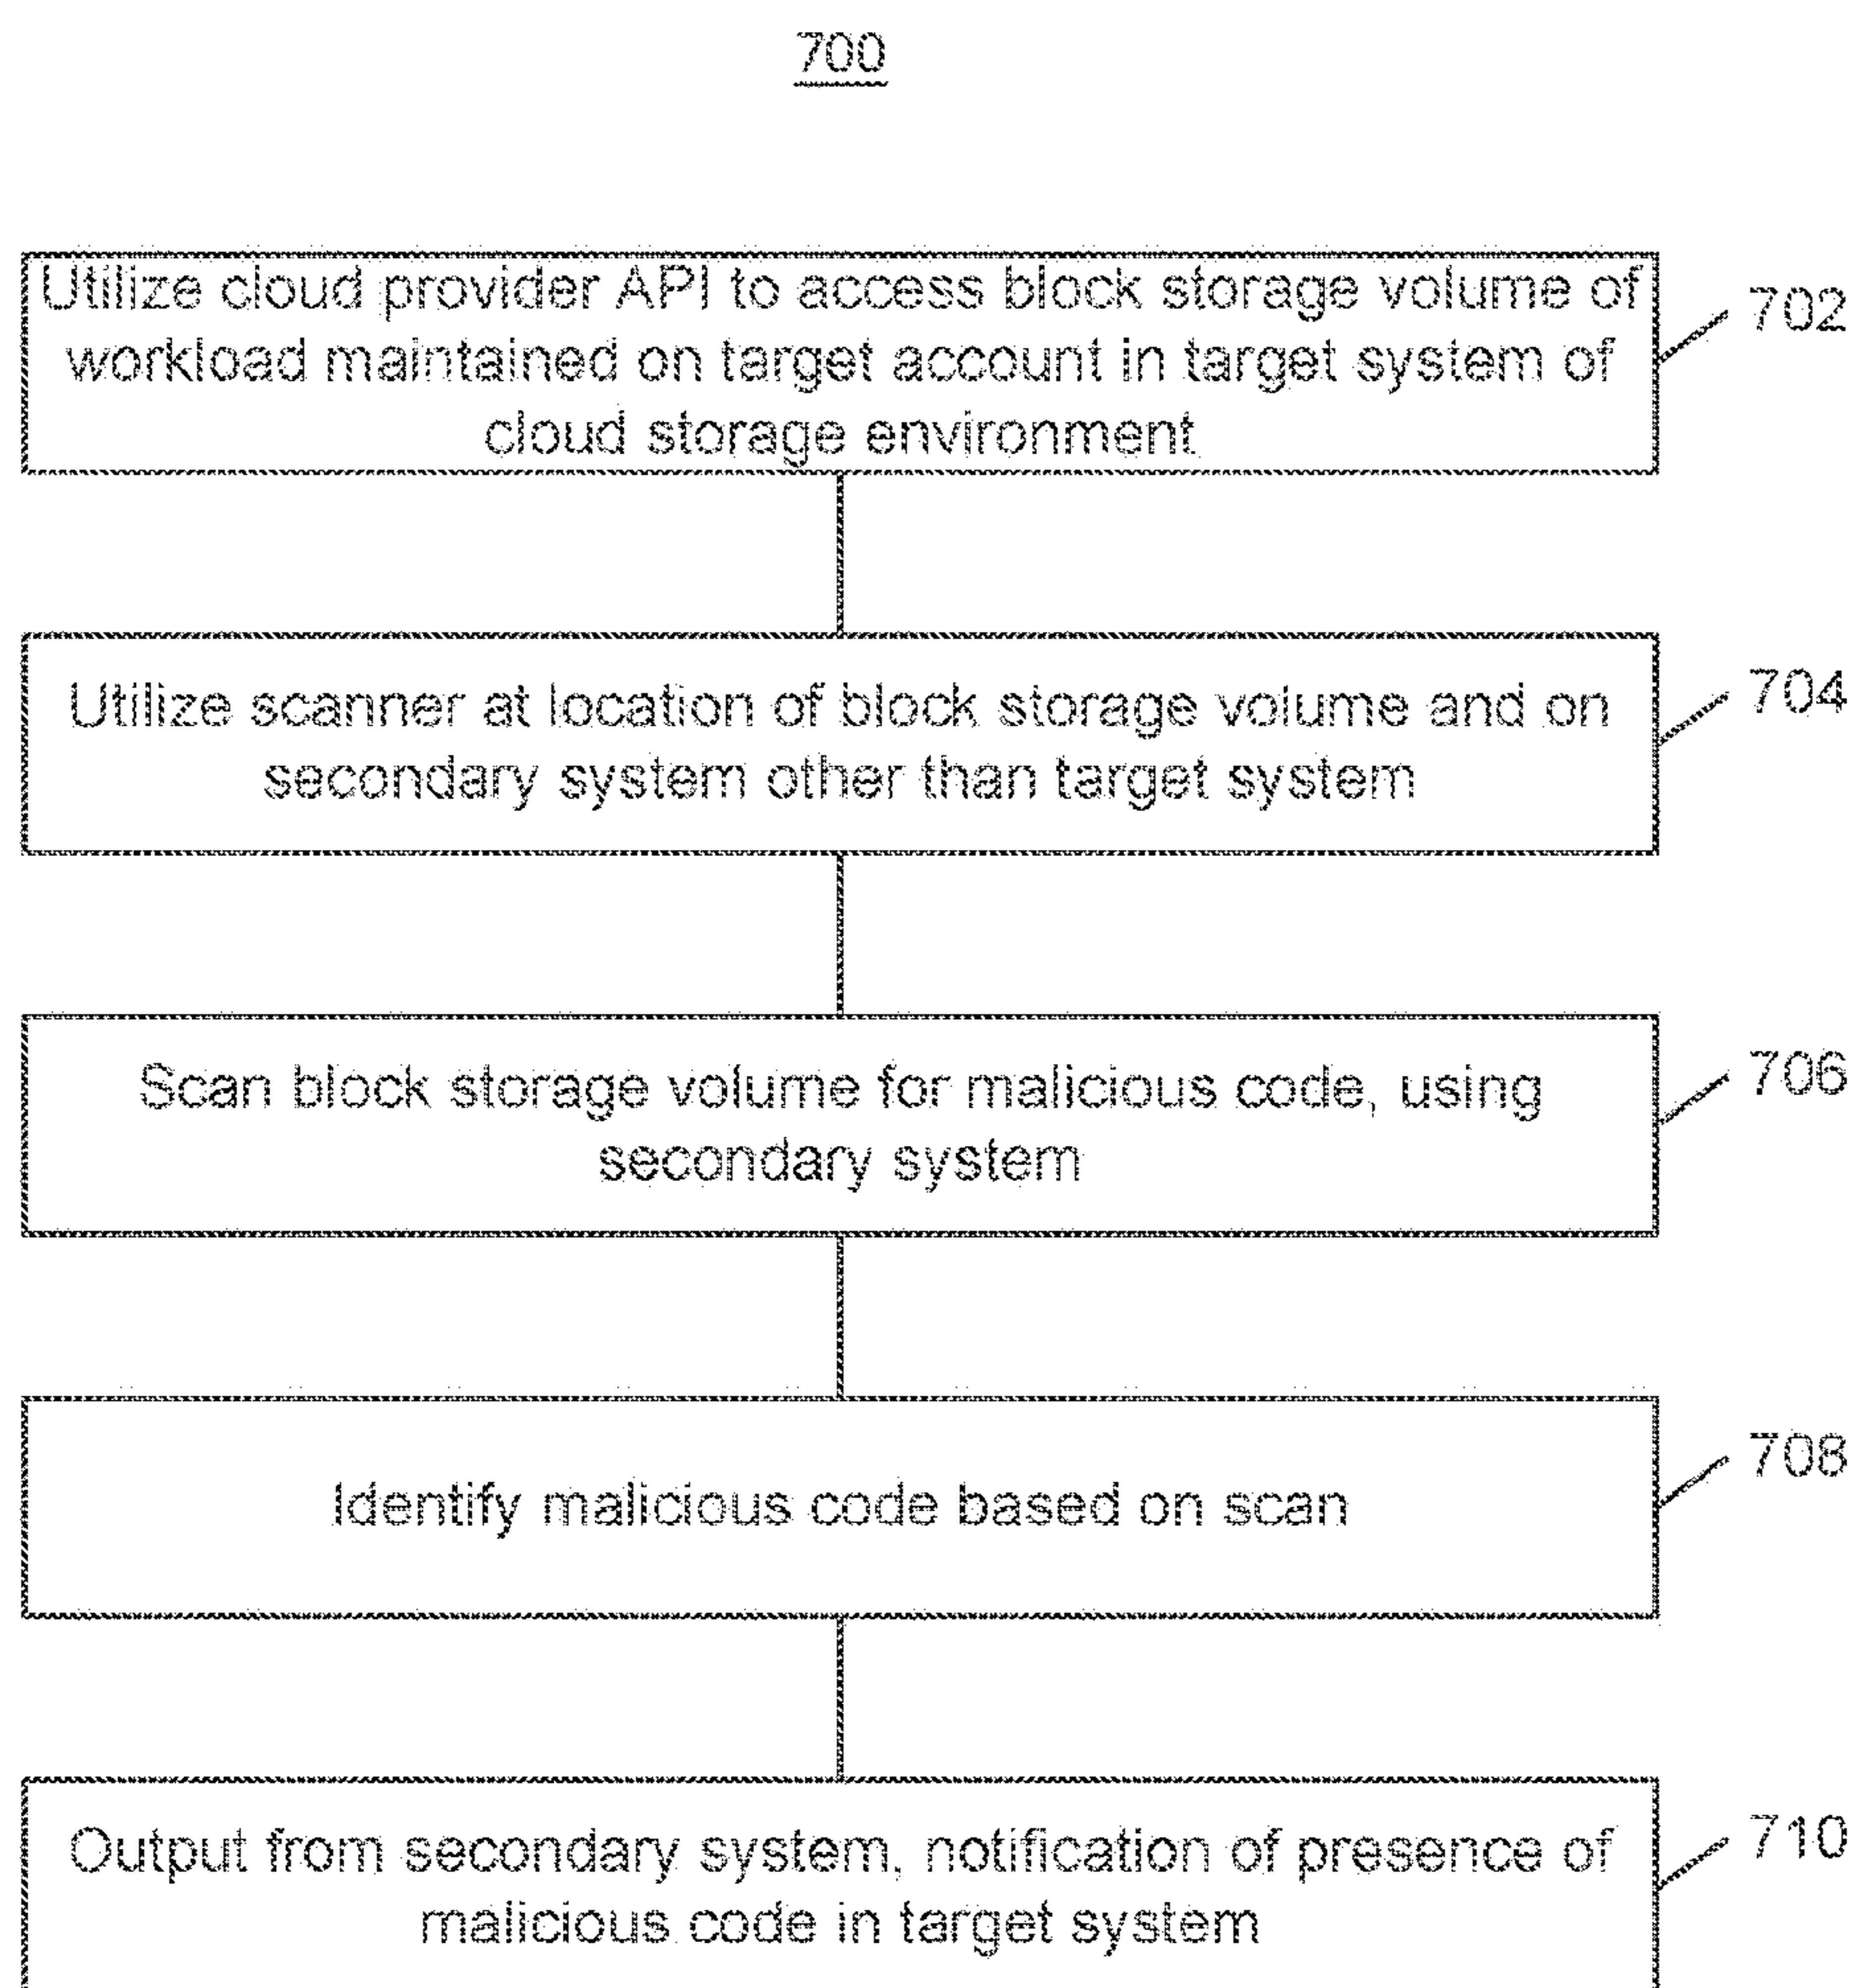 700
Utilize cloud provider API to access block storage volume of
workload maintained on target account in target system of
cloud storage environment
702
Utilize scanner at location of block storage volume and on
secondary system other than target system
704
Scan block storage volume for malicious code, using
secondary system
706
Identify malicious code based on scan
708
Output from secondary system, notification of presence of
malicious code in target system
710